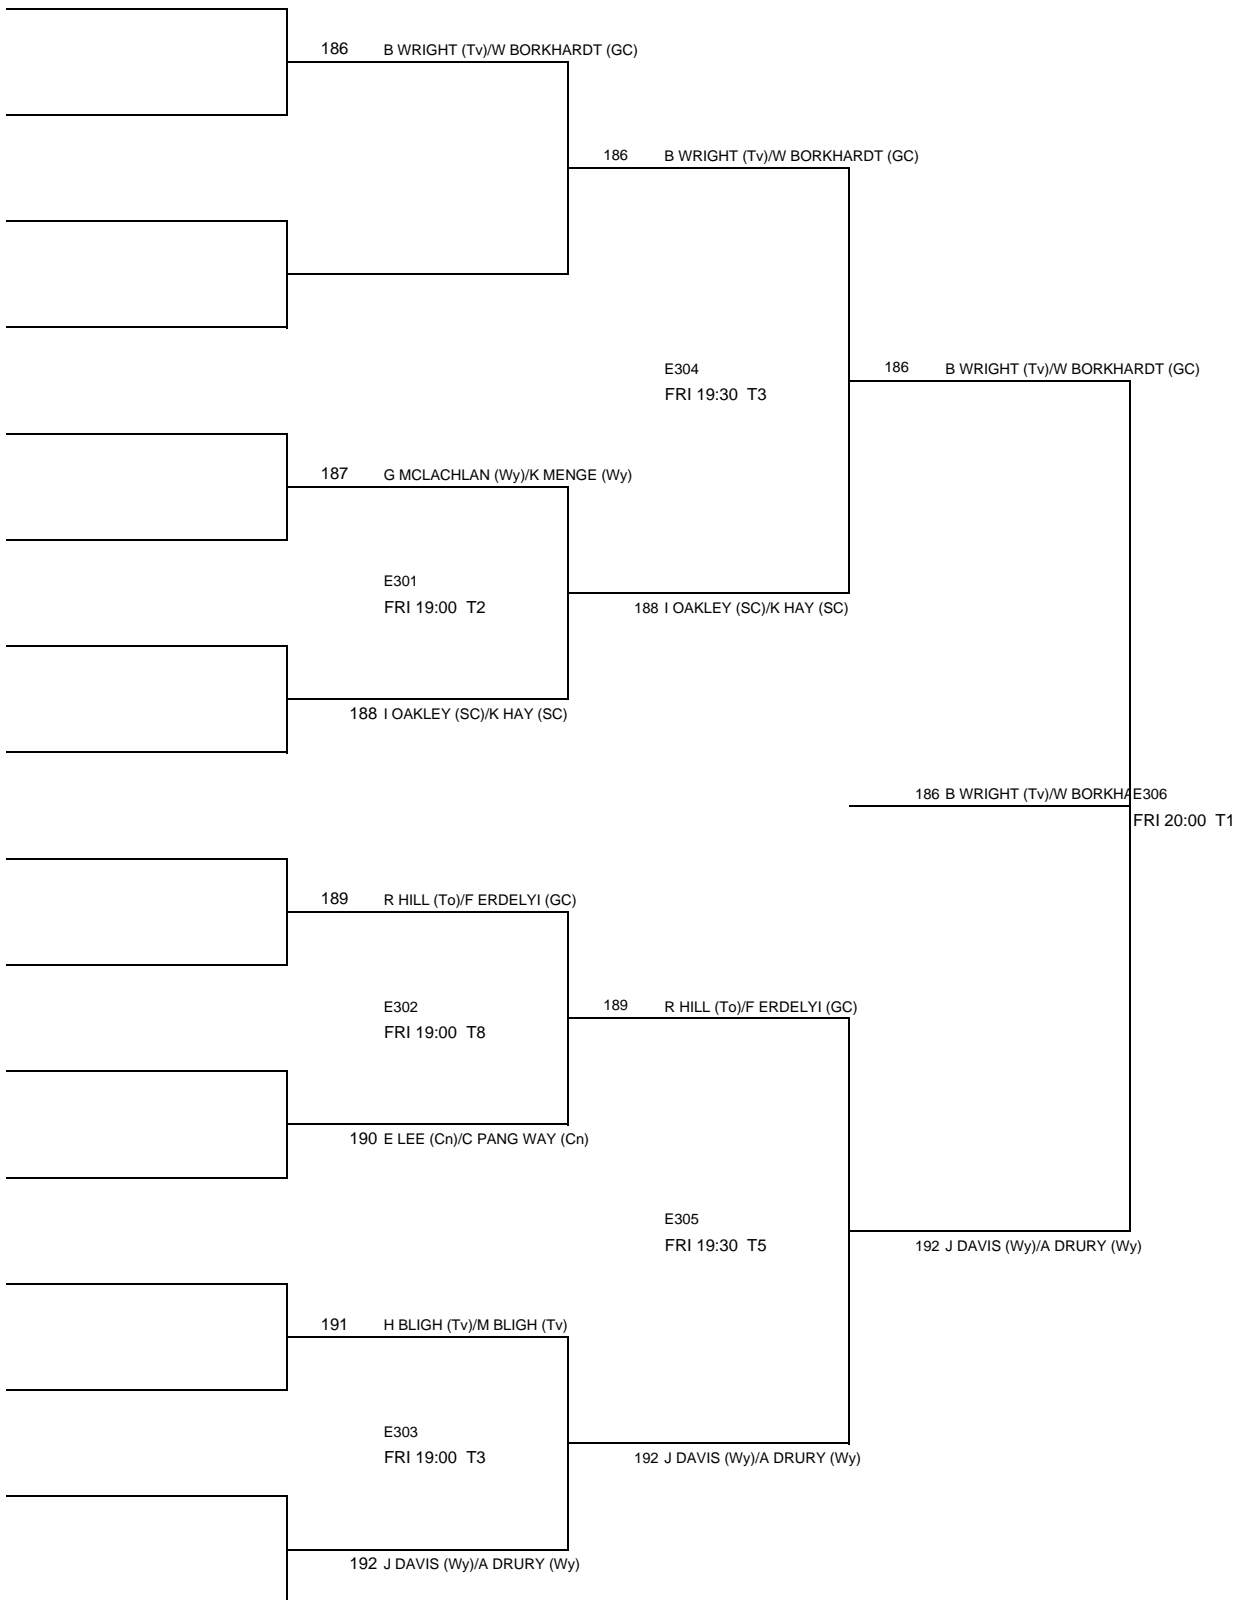 186 B WRIGHT (Tv)/W BORKHARDT (GC)
186 B WRIGHT (Tv)/W BORKHARDT (GC)
E304
186 B WRIGHT (Tv)/W BORKHARDT (GC)
FRI 19:30 T3
187 G MCLACHLAN (Wy)/K MENGE (Wy)
E301
FRI 19:00 T2
188 I OAKLEY (SC)/K HAY (SC)
188 I OAKLEY (SC)/K HAY (SC)
186 B WRIGHT (Tv)/W BORKHA
E306
FRI 20:00 T1
189 R HILL (To)/F ERDELYI (GC)
E302
189 R HILL (To)/F ERDELYI (GC)
FRI 19:00 T8
190 E LEE (Cn)/C PANG WAY (Cn)
E305
FRI 19:30 T5
192 J DAVIS (Wy)/A DRURY (Wy)
191 H BLIGH (Tv)/M BLIGH (Tv)
E303
FRI 19:00 T3
192 J DAVIS (Wy)/A DRURY (Wy)
192 J DAVIS (Wy)/A DRURY (Wy)